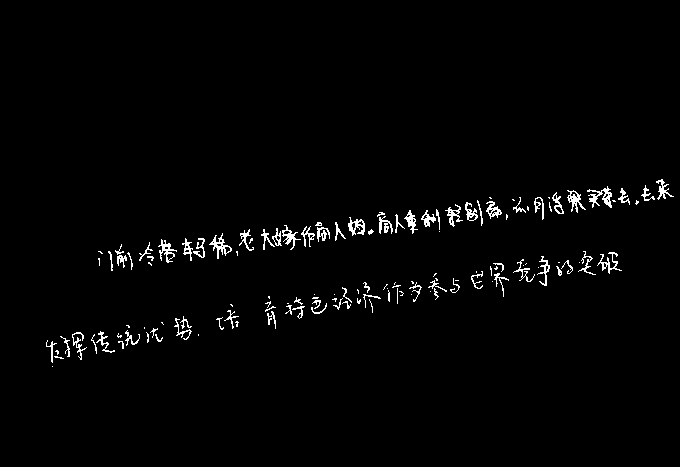 门前冷落车马稀，老大嫁作商人妇。商人重利轻别离，前月浮梁买茶去。去来
发挥传统优势，培育特色经济作为参与世界竞争的突破